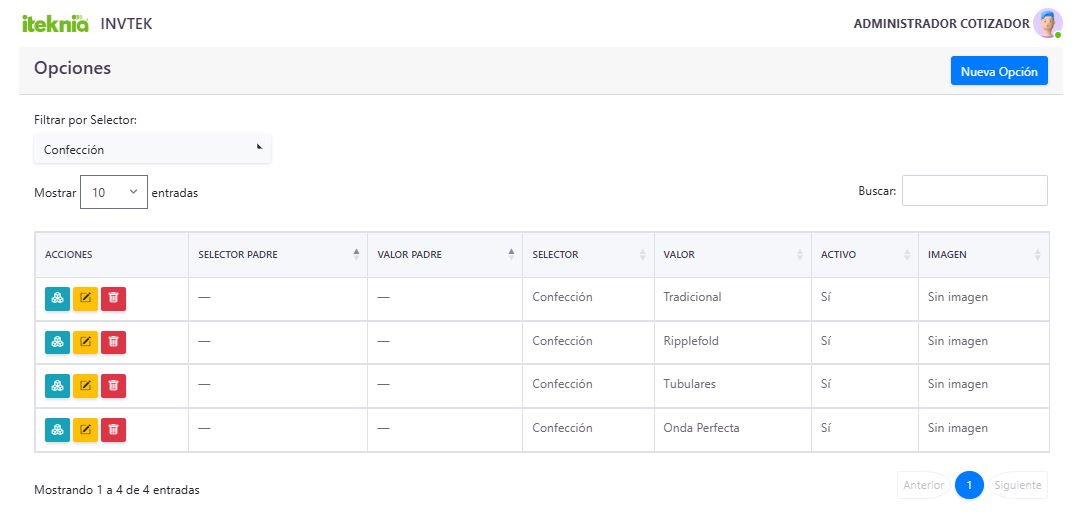 iteknia INVTEK ADMINISTRADOR COTIZADOR
Opciones Nueva Opción
Filtrar por Selector:
Confección
Mostrar 10 entradas Buscar:
ACCIONES SELECTOR PADRE VALOR PADRE SELECTOR VALOR ACTIVO IMAGEN
— — Confección Tradicional Sí Sin imagen
— — Confección Ripplefold Sí Sin imagen
— — Confección Tubulares Sí Sin imagen
— — Confección Onda Perfecta Sí Sin imagen
Mostrando 1 a 4 de 4 entradas Anterior 1 Siguiente